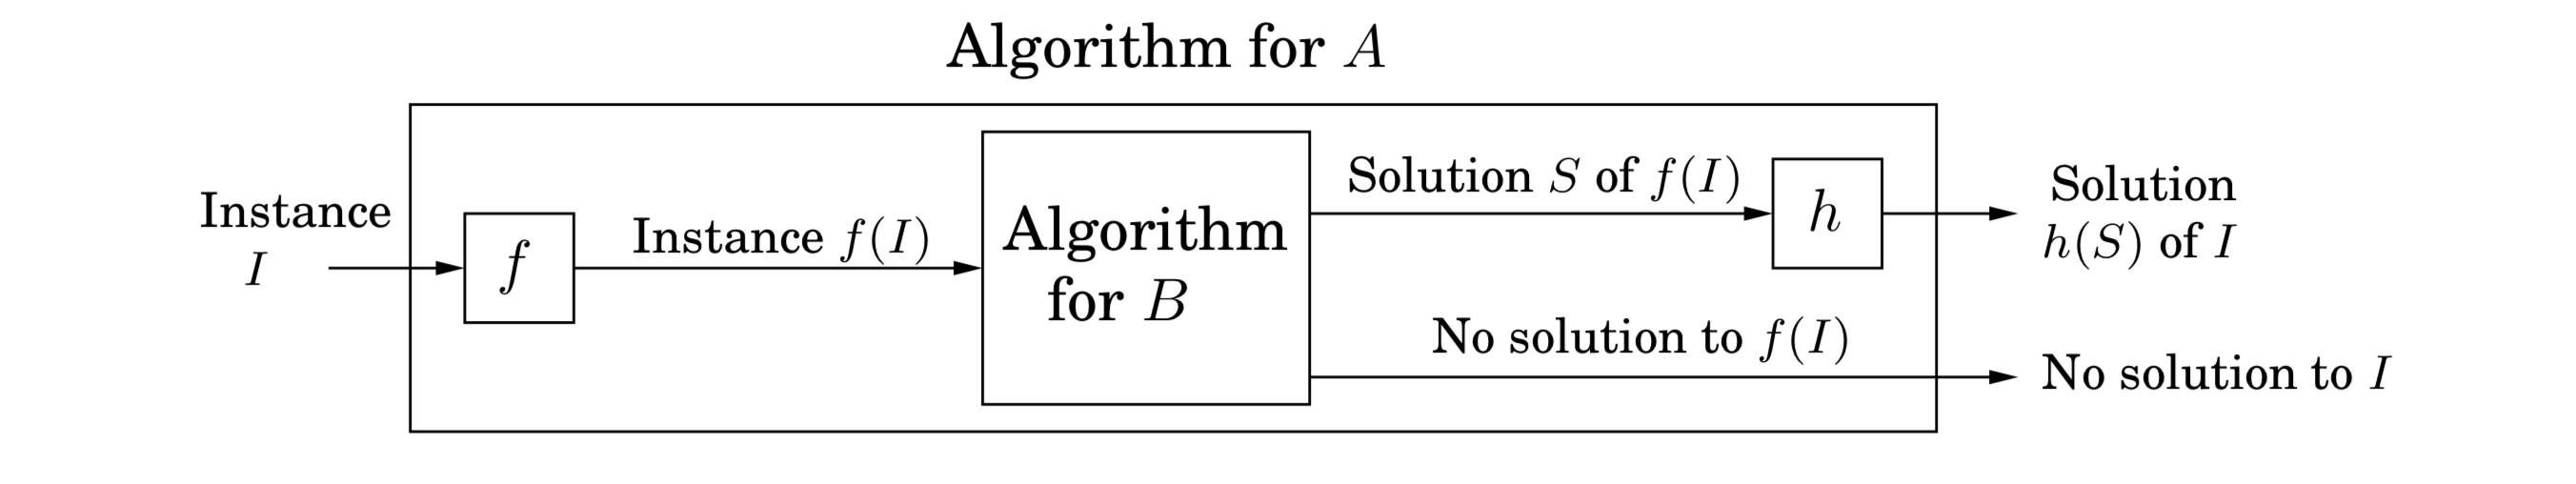 Algorithm for A
Instance
I
f
Instance f(I)
Algorithm
for B
Solution S of f(I)
h
Solution
h(S) of I
No solution to f(I)
No solution to I